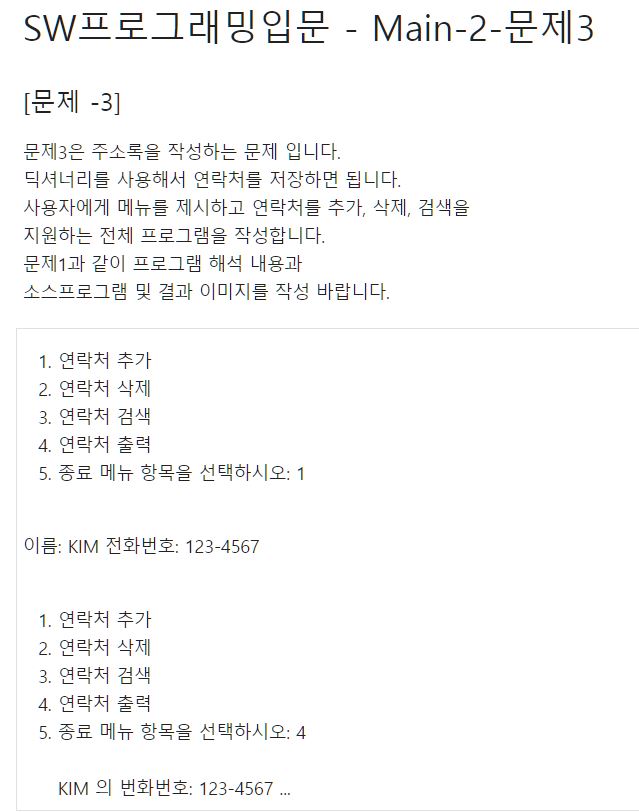 SW프로그래밍입문 - Main-2-문제3
[문제 -3]
문제3은 주소록을 작성하는 문제 입니다.
딕셔너리를 사용해서 연락처를 저장하면 됩니다.
사용자에게 메뉴를 제시하고 연락처를 추가, 삭제, 검색을
지원하는 전체 프로그램을 작성합니다.
문제1과 같이 프로그램 해석 내용과
소스프로그램 및 결과 이미지를 작성 바랍니다.
1. 연락처 추가
2. 연락처 삭제
3. 연락처 검색
4. 연락처 출력
5. 종료 메뉴 항목을 선택하시오: 1
이름: KIM 전화번호: 123-4567
1. 연락처 추가
2. 연락처 삭제
3. 연락처 검색
4. 연락처 출력
5. 종료 메뉴 항목을 선택하시오: 4
KIM 의 번화번호: 123-4567 ...